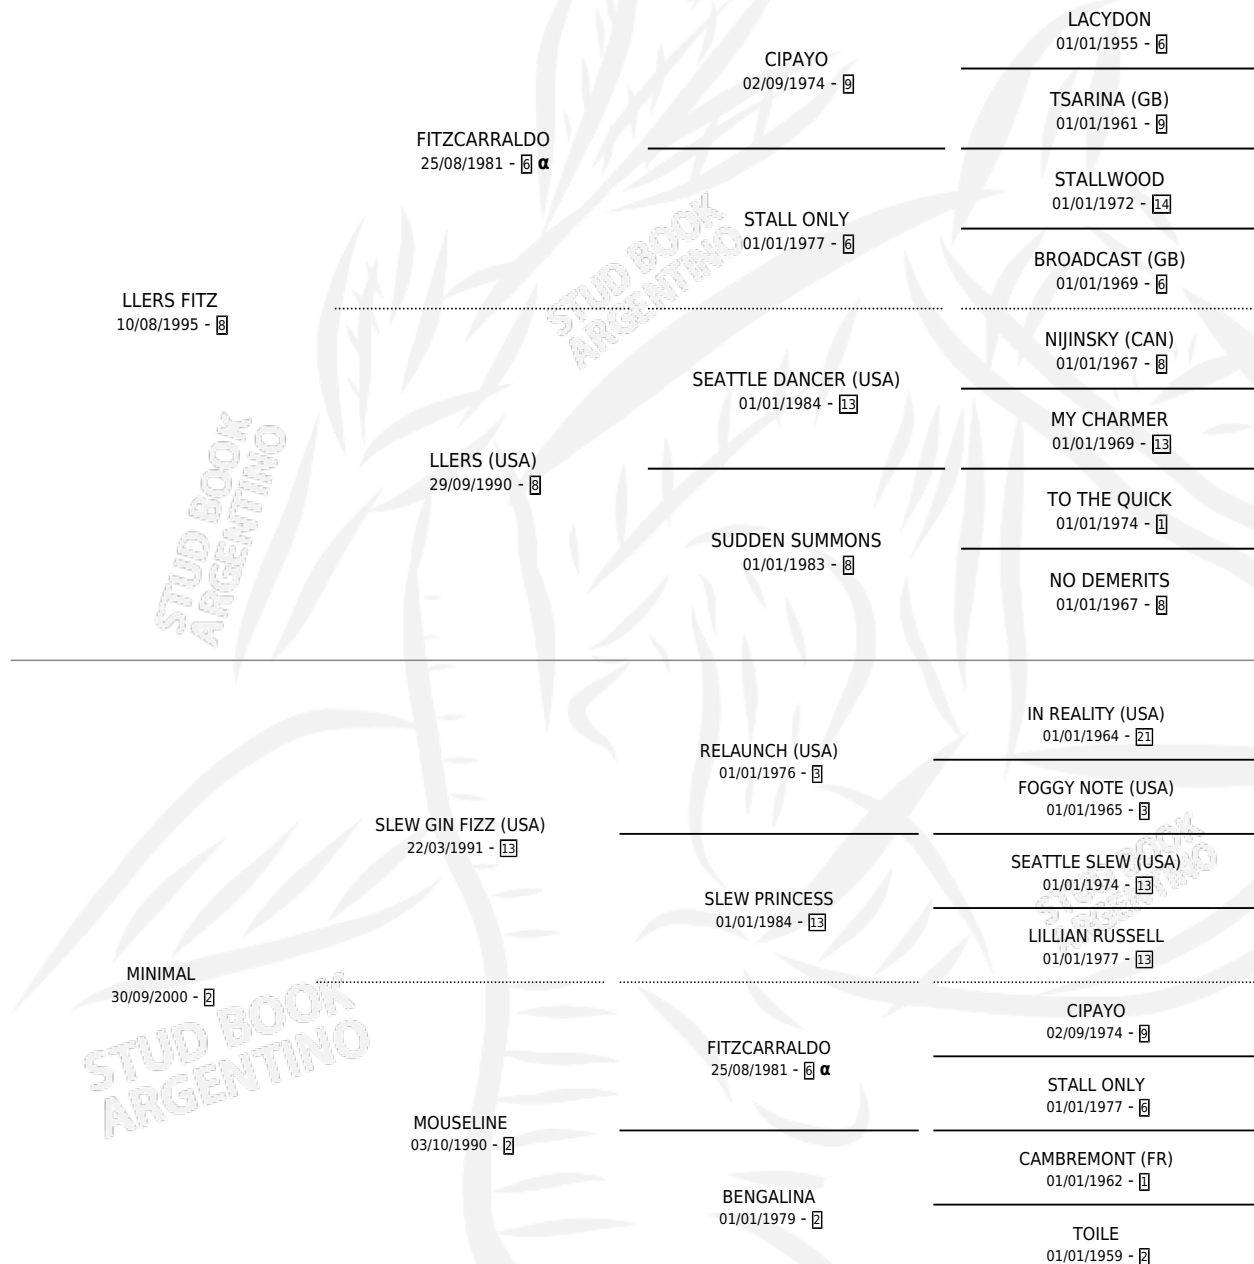 LACYDON
01/01/1955 - 6
CIPAYO
02/09/1974 - 9
TSARINA (GB)
01/01/1961 - 9
FITZCARRALDO
25/08/1981 - 6 α
STALLWOOD
01/01/1972 - 14
STALL ONLY
01/01/1977 - 6
BROADCAST (GB)
01/01/1969 - 6
LLERS FITZ
10/08/1995 - 8
NIJINSKY (CAN)
01/01/1967 - 8
SEATTLE DANCER (USA)
01/01/1984 - 13
MY CHARMER
01/01/1969 - 13
LLERS (USA)
29/09/1990 - 8
TO THE QUICK
01/01/1974 - 1
SUDDEN SUMMONS
01/01/1983 - 8
NO DEMERITS
01/01/1967 - 8
IN REALITY (USA)
01/01/1964 - 21
RELAUNCH (USA)
01/01/1976 - 3
FOGGY NOTE (USA)
01/01/1965 - 3
SLEW GIN FIZZ (USA)
22/03/1991 - 13
SEATTLE SLEW (USA)
01/01/1974 - 13
SLEW PRINCESS
01/01/1984 - 13
LILLIAN RUSSELL
01/01/1977 - 13
MINIMAL
30/09/2000 - 2
CIPAYO
02/09/1974 - 9
FITZCARRALDO
25/08/1981 - 6 α
STALL ONLY
01/01/1977 - 6
MOUSELINE
03/10/1990 - 2
CAMBREMONT (FR)
01/01/1962 - 1
BENGALINA
01/01/1979 - 2
TOILE
01/01/1959 - 2
STUD BOOK
ARGENTINO
STUD BOOK
ARGENTINO
STUD BOOK
ARGENTINO
STUD BOOK
ARGENTINO